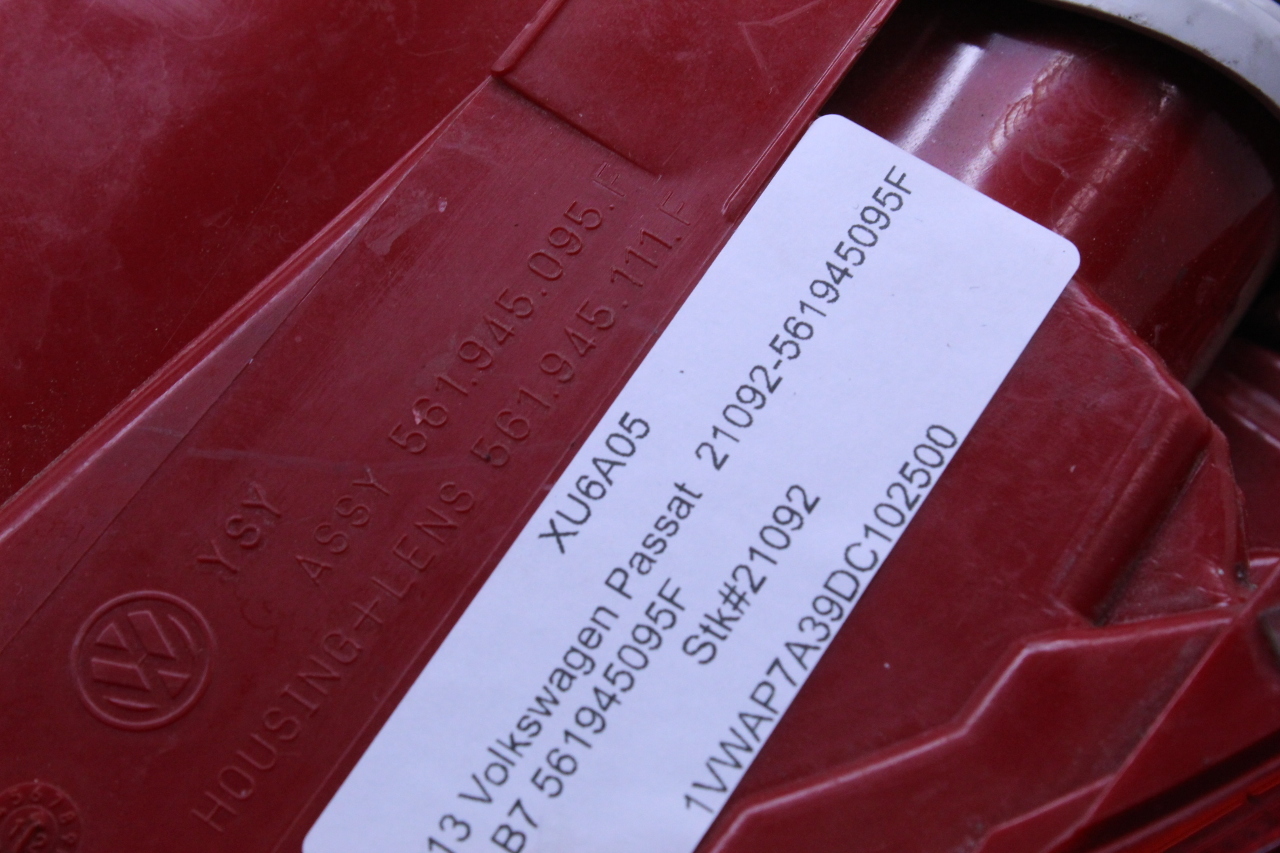 YSY
ASSY 561.945.095.F
HOUSING+LENS 561.945.111.F
XU6A05
13 Volkswagen Passat 21092-561945095F
B7 561945095F Stk#21092
1VWAP7A39DC102500